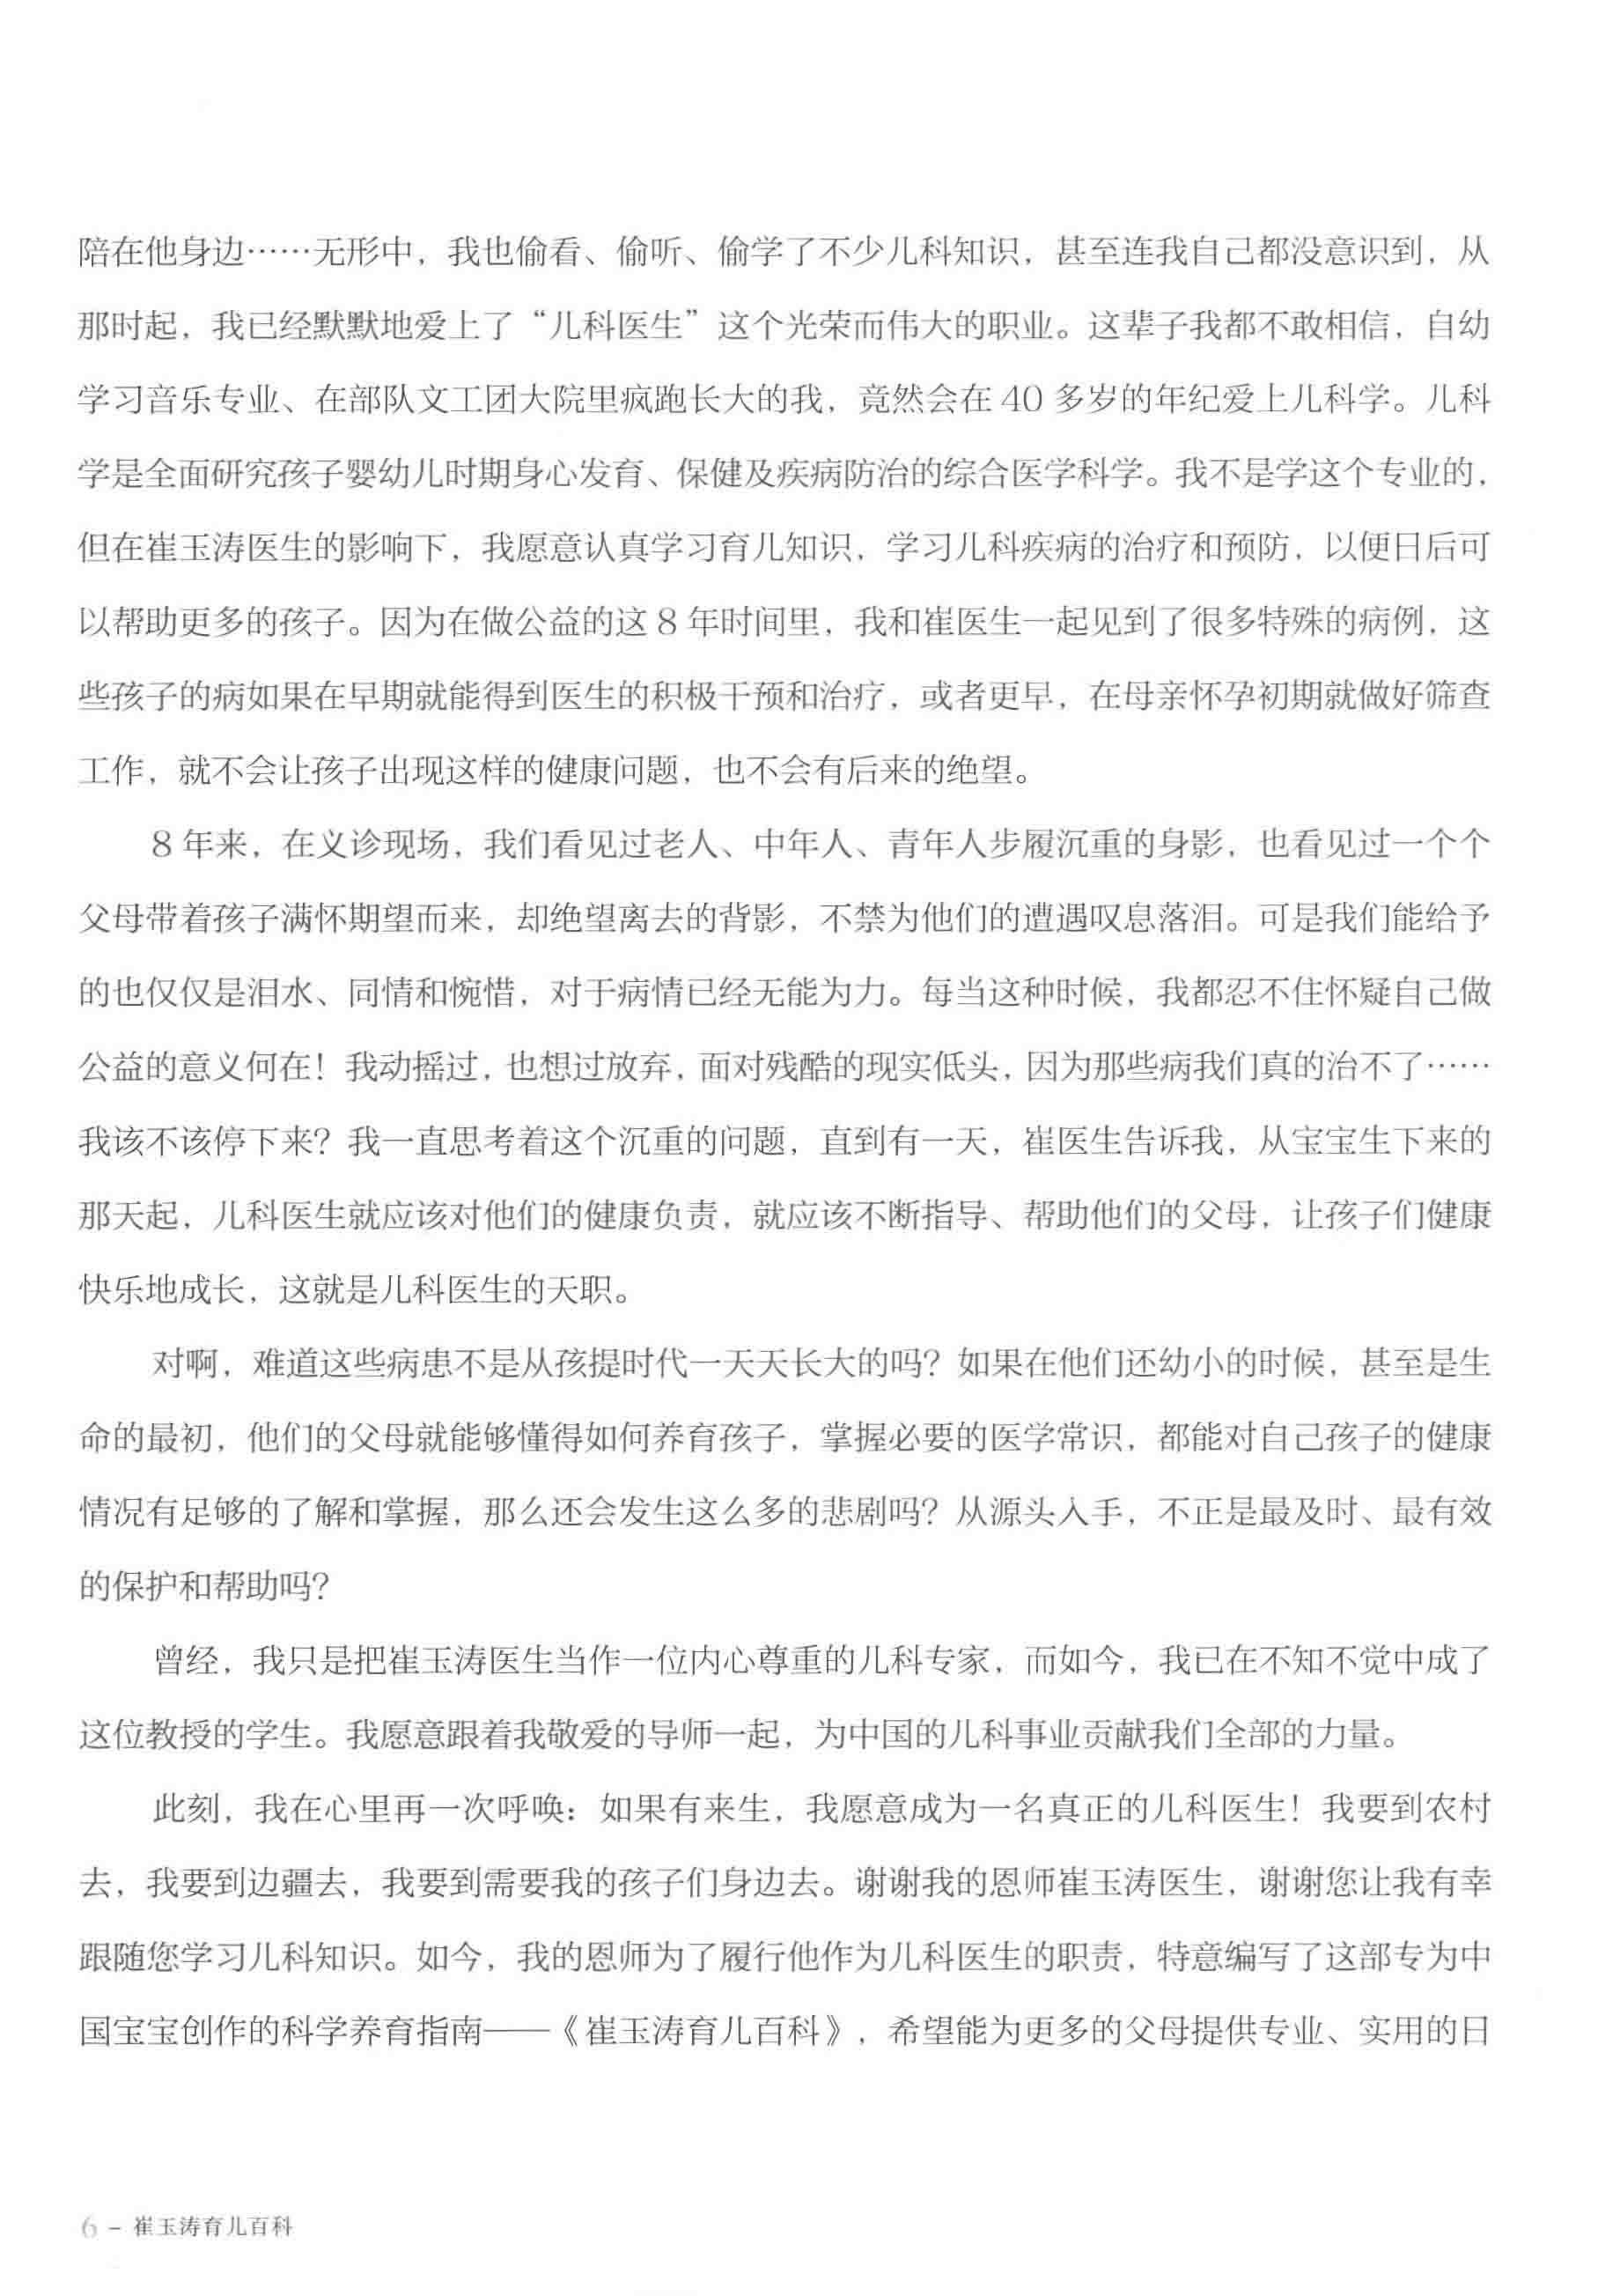 陪在他身边……无形中，我也偷看、偷听、偷学了不少儿科知识，甚至连我自己都没意识到，从
那时起，我已经默默地爱上了“儿科医生”这个光荣而伟大的职业。这辈子我都不敢相信，自幼
学习音乐专业、在部队文工团大院里疯跑长大的我，竟然会在 40 多岁的年纪爱上儿科学。儿科
学是全面研究孩子婴幼儿时期身心发育、保健及疾病防治的综合医学科学。我不是学这个专业的，
但在崔玉涛医生的影响下，我愿意认真学习育儿知识，学习儿科疾病的治疗和预防，以便日后可
以帮助更多的孩子。因为在做公益的这 8 年时间里，我和崔医生一起见到了很多特殊的病例，这
些孩子的病如果在早期就能得到医生的积极干预和治疗，或者更早，在母亲怀孕初期就做好筛查
工作，就不会让孩子出现这样的健康问题，也不会有后来的绝望。
8 年来，在义诊现场，我们看见过老人、中年人、青年人步履沉重的身影，也看见过一个个
父母带着孩子满怀期望而来，却绝望离去的背影，不禁为他们的遭遇叹息落泪。可是我们能给予
的也仅仅是泪水、同情和惋惜，对于病情已经无能为力。每当这种时候，我都忍不住怀疑自己做
公益的意义何在！我动摇过，也想过放弃，面对残酷的现实低头，因为那些病我们真的治不了……
我该不该停下来？我一直思考着这个沉重的问题，直到有一天，崔医生告诉我，从宝宝生下来的
那天起，儿科医生就应该对他们的健康负责，就应该不断指导、帮助他们的父母，让孩子们健康
快乐地成长，这就是儿科医生的天职。
对啊，难道这些病患不是从孩提时代一天天长大的吗？如果在他们还幼小的时候，甚至是生
命的最初，他们的父母就能够懂得如何养育孩子，掌握必要的医学常识，都能对自己孩子的健康
情况有足够的了解和掌握，那么还会发生这么多的悲剧吗？从源头入手，不正是最及时、最有效
的保护和帮助吗？
曾经，我只是把崔玉涛医生当作一位内心尊重的儿科专家，而如今，我已在不知不觉中成了
这位教授的学生。我愿意跟着我敬爱的导师一起，为中国的儿科事业贡献我们全部的力量。
此刻，我在心里再一次呼唤：如果有来生，我愿意成为一名真正的儿科医生！我要到农村
去，我要到边疆去，我要到需要我的孩子们身边去。谢谢我的恩师崔玉涛医生，谢谢您让我有幸
跟随您学习儿科知识。如今，我的恩师为了履行他作为儿科医生的职责，特意编写了这部专为中
国宝宝创作的科学养育指南——《崔玉涛育儿百科》，希望能为更多的父母提供专业、实用的日
6 – 崔玉涛育儿百科